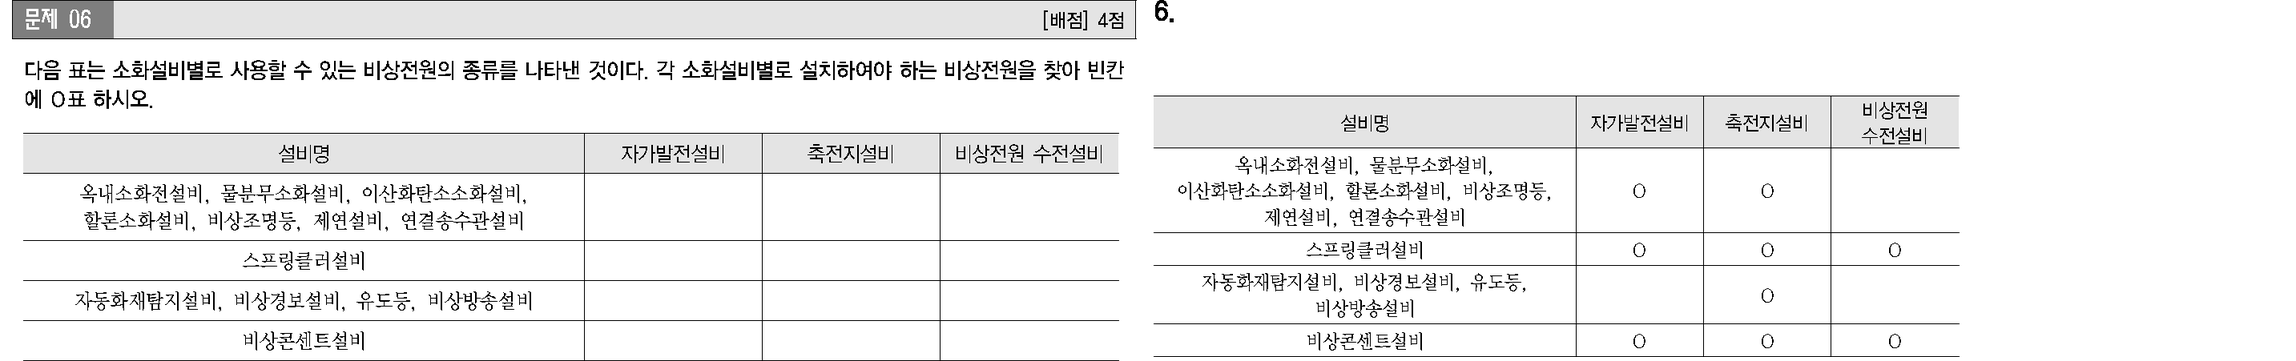 문제 06
[배점] 4점
다음 표는 소화설비별로 사용할 수 있는 비상전원의 종류를 나타낸 것이다. 각 소화설비별로 설치하여야 하는 비상전원을 찾아 빈칸
에 O표 하시오.
설비명 자가발전설비 축전지설비 비상전원 수전설비
옥내소화전설비, 물분무소화설비, 이산화탄소소화설비,
할론소화설비, 비상조명등, 제연설비, 연결송수관설비
스프링클러설비
자동화재탐지설비, 비상경보설비, 유도등, 비상방송설비
비상콘센트설비
6.
설비명 자가발전설비 축전지설비 비상전원
수전설비
옥내소화전설비, 물분무소화설비,
이산화탄소소화설비, 할론소화설비, 비상조명등, O O
제연설비, 연결송수관설비
스프링클러설비 O O O
자동화재탐지설비, 비상경보설비, 유도등,
비상방송설비 O
비상콘센트설비 O O O